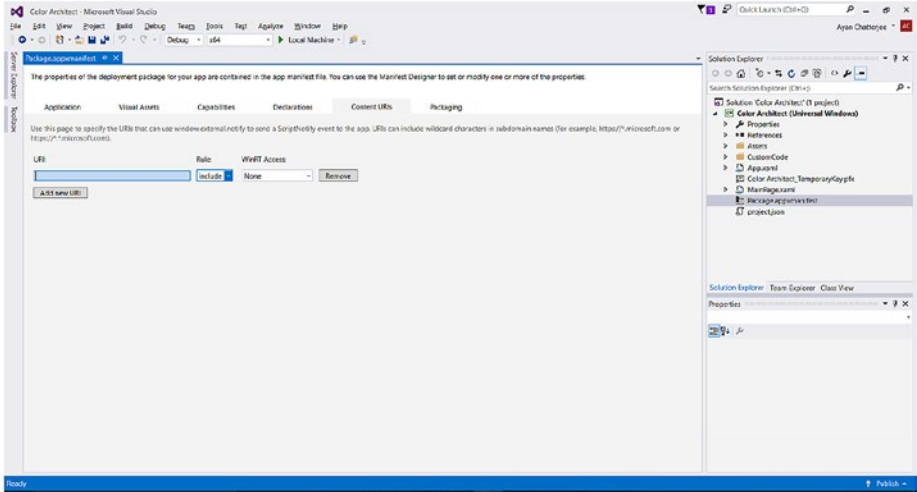 Color Architect - Microsoft Visual Studio
Quick Launch (Ctrl+Q)
File Edit View Project Build Debug Team Tools Test Analyze Window Help
Ayan Chatterjee AC
Debug x64 Local Machine
Server Explorer
Toolbox
Package.appxmanifest
The properties of the deployment package for your app are contained in the app manifest file. You can use the Manifest Designer to set or modify one or more of the properties.
Application Visual Assets Capabilities Declarations Content URIs Packaging
Use this page to specify the URIs that can use window.external.notify to send a ScriptNotify event to the app. URIs can include wildcard characters in subdomain names (for example, https://*.microsoft.com or
https://*.*.microsoft.com).
URI: Rule: WinRT Access:
include None Remove
Add new URI
Solution Explorer
Search Solution Explorer (Ctrl+;)
Solution 'Color Architect' (1 project)
Color Architect (Universal Windows)
Properties
References
Assets
CustomCode
App.xaml
Color Architect_TemporaryKey.pfx
MainPage.xaml
Package.appxmanifest
project.json
Solution Explorer Team Explorer Class View
Properties
Ready
Publish